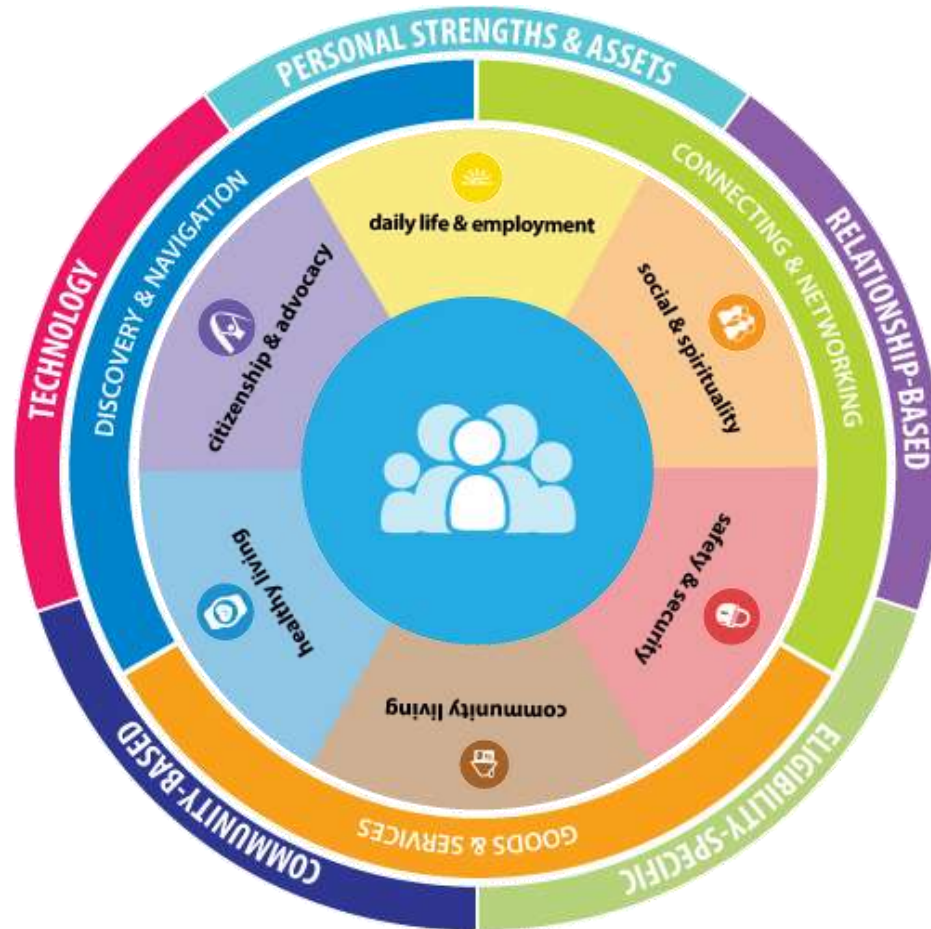 PERSONAL STRENGTHS & ASSETS
RELATIONSHIP-BASED
ELIGIBILITY-SPECIFIC
COMMUNITY-BASED
TECHNOLOGY
DISCOVERY & NAVIGATION
CONNECTING & NETWORKING
GOODS & SERVICES
daily life & employment
social & spirituality
safety & security
community living
healthy living
citizenship & advocacy